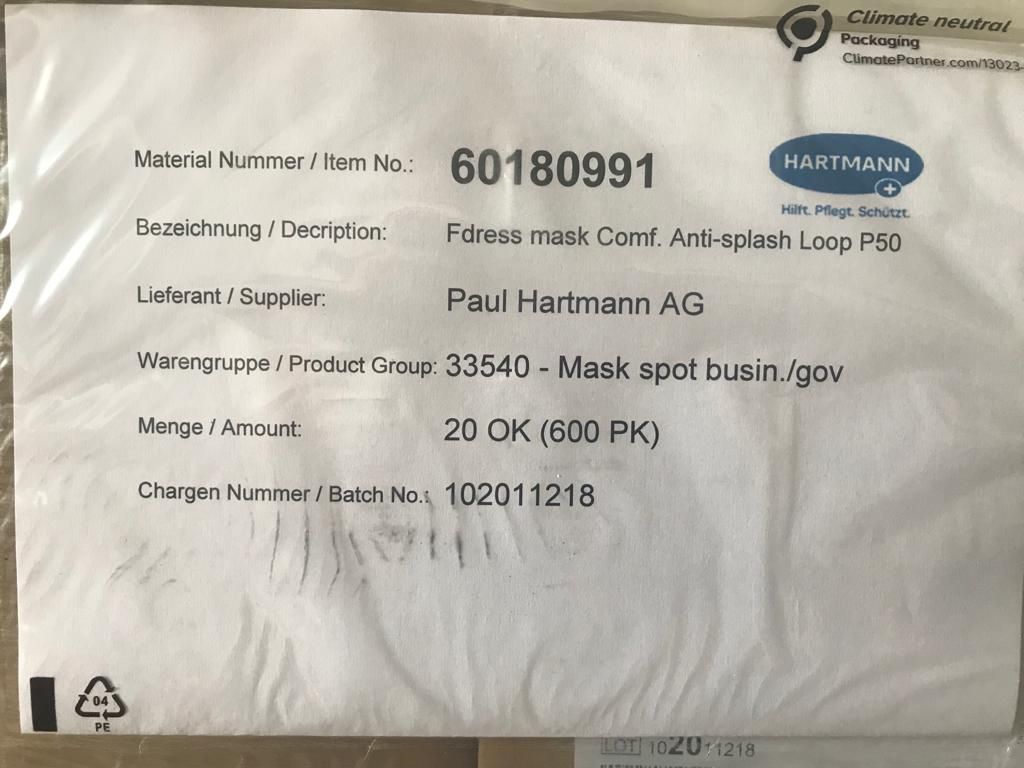 Climate neutral
Packaging
ClimatePartner.com/13023-
Material Nummer / Item No.: 60180991
HARTMANN
Hilft. Pflegt. Schützt.
Bezeichnung / Decription: Fdress mask Comf. Anti-splash Loop P50
Lieferant / Supplier: Paul Hartmann AG
Warengruppe / Product Group: 33540 - Mask spot busin./gov
Menge / Amount: 20 OK (600 PK)
Chargen Nummer / Batch No.: 102011218
04
PE
LOT 102011218